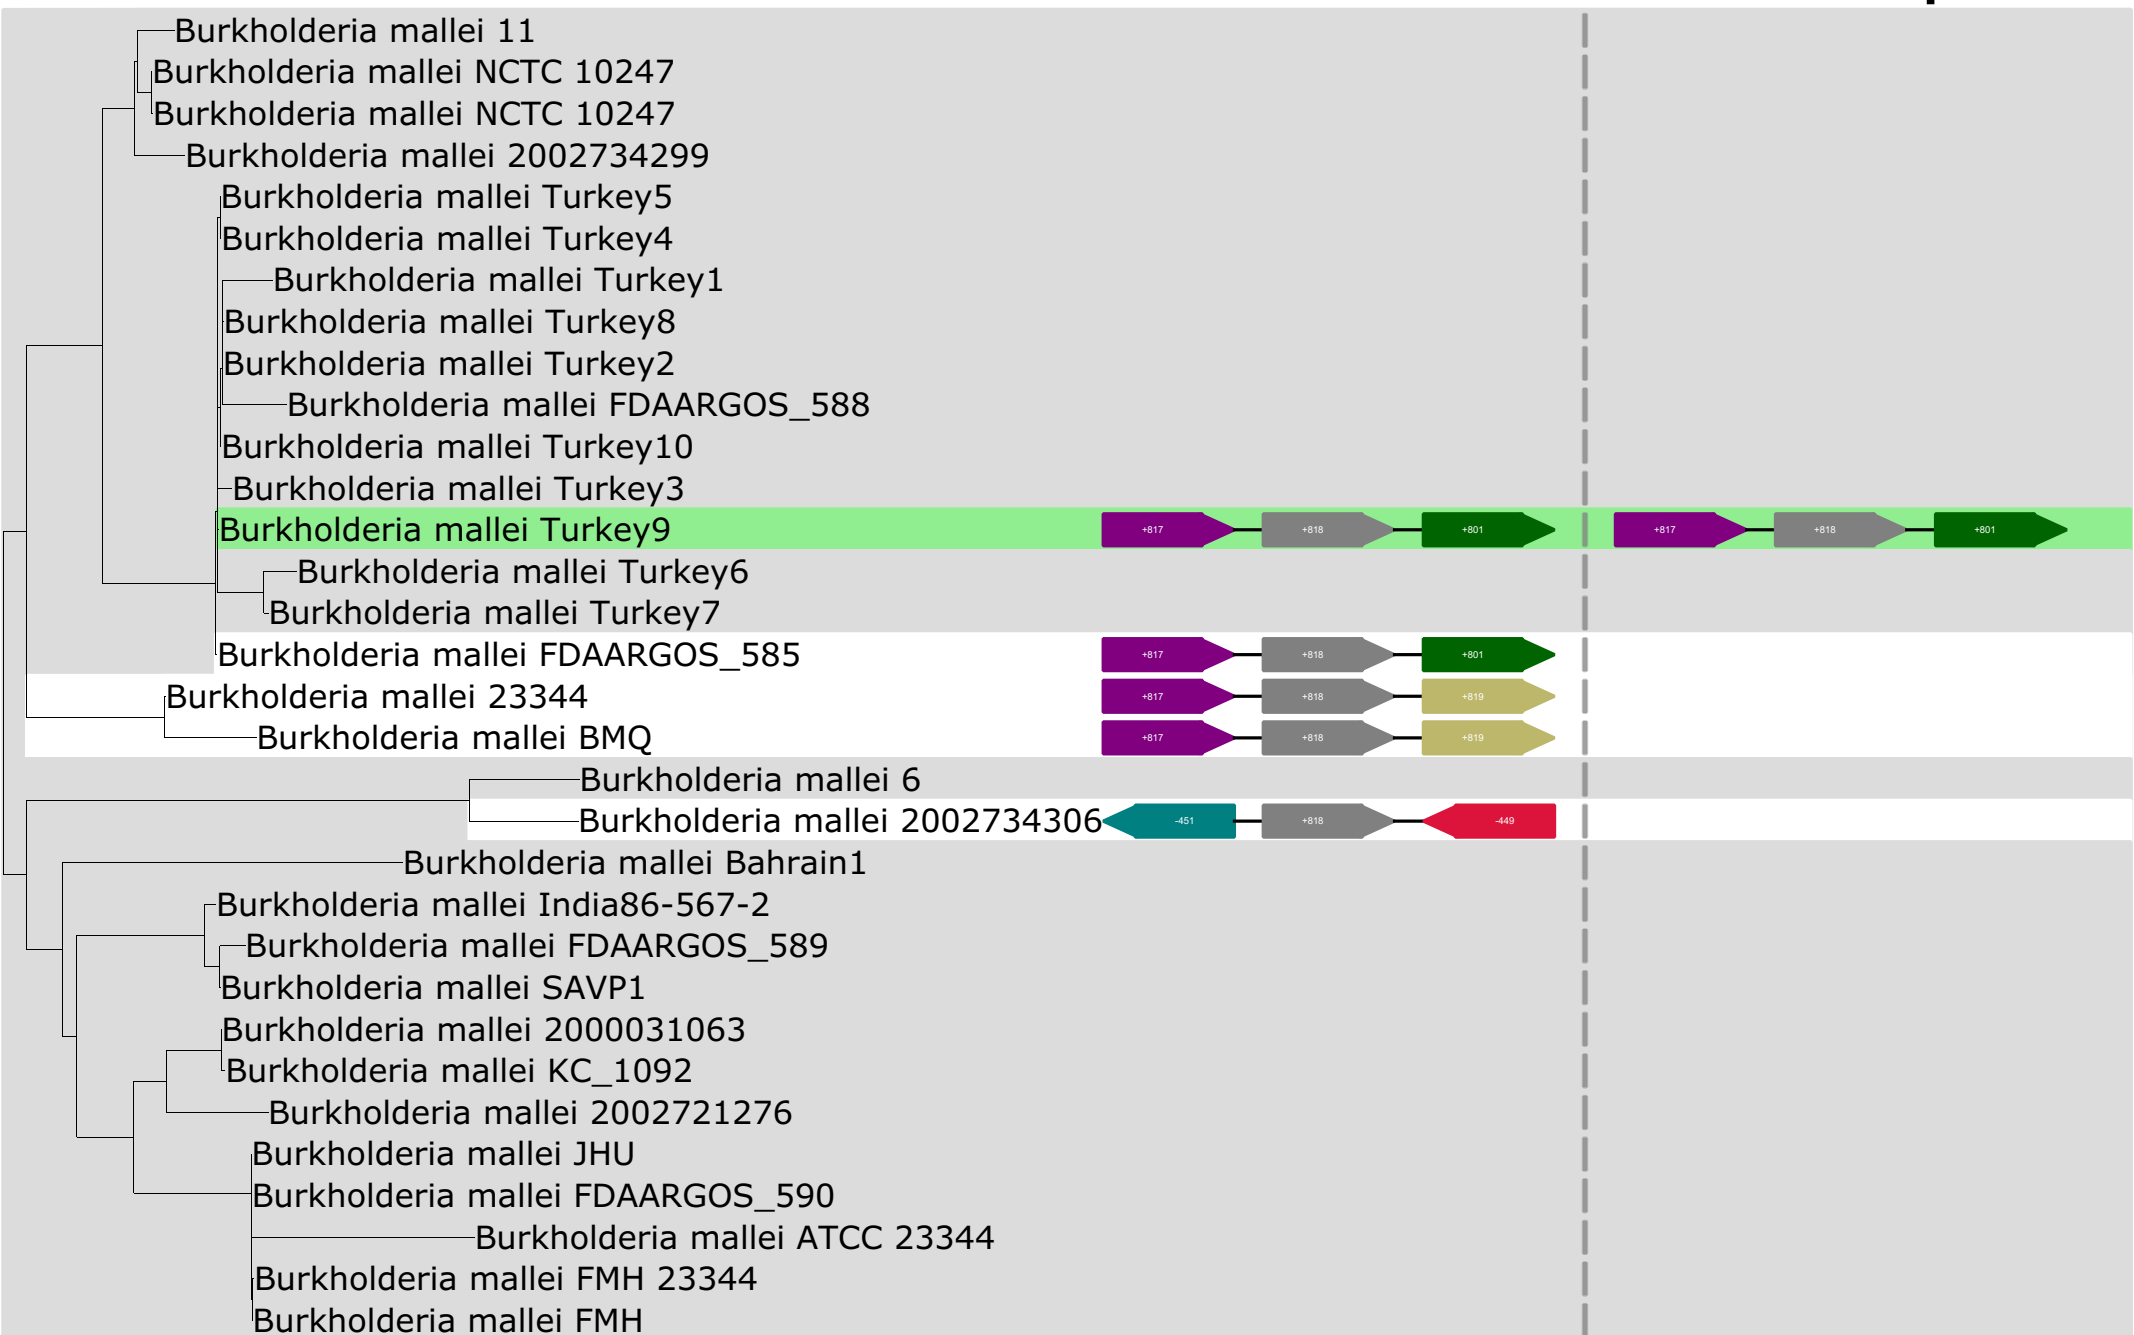 Burkholderia mallei 11
Burkholderia mallei NCTC 10247
Burkholderia mallei NCTC 10247
Burkholderia mallei 2002734299
Burkholderia mallei Turkey5
Burkholderia mallei Turkey4
Burkholderia mallei Turkey1
Burkholderia mallei Turkey8
Burkholderia mallei Turkey2
Burkholderia mallei FDAARGOS_588
Burkholderia mallei Turkey10
Burkholderia mallei Turkey3
Burkholderia mallei Turkey9 +817 +818 +801 +817 +818 +801
Burkholderia mallei Turkey6
Burkholderia mallei Turkey7
Burkholderia mallei FDAARGOS_585 +817 +818 +801
Burkholderia mallei 23344 +817 +818 +819
Burkholderia mallei BMQ +817 +818 +819
Burkholderia mallei 6
Burkholderia mallei 2002734306 -451 +818 -449
Burkholderia mallei Bahrain1
Burkholderia mallei India86-567-2
Burkholderia mallei FDAARGOS_589
Burkholderia mallei SAVP1
Burkholderia mallei 2000031063
Burkholderia mallei KC_1092
Burkholderia mallei 2002721276
Burkholderia mallei JHU
Burkholderia mallei FDAARGOS_590
Burkholderia mallei ATCC 23344
Burkholderia mallei FMH 23344
Burkholderia mallei FMH